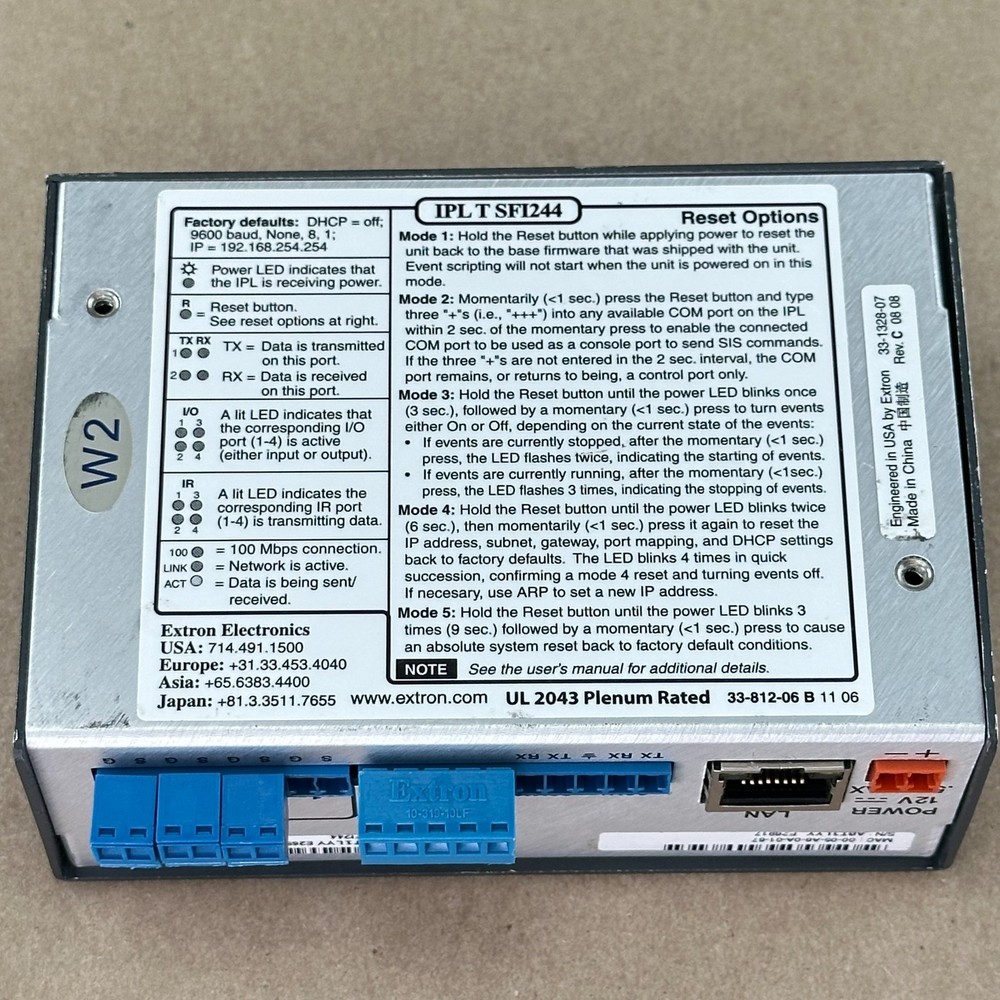 IPL T SFI244
Factory defaults: DHCP = off;
9600 baud, None, 8, 1;
IP = 192.168.254.254
Power LED indicates that
the IPL is receiving power.
R
= Reset button.
See reset options at right.
TX RX
1
TX = Data is transmitted
on this port.
2
RX = Data is received
on this port.
I/O
1 3
2 4
A lit LED indicates that
the corresponding I/O
port (1-4) is active
(either input or output).
IR
1 3
2 4
A lit LED indicates the
corresponding IR port
(1-4) is transmitting data.
100 = 100 Mbps connection.
LINK = Network is active.
ACT = Data is being sent/
received.
Extron Electronics
USA: 714.491.1500
Europe: +31.33.453.4040
Asia: +65.6383.4400
Japan: +81.3.3511.7655
www.extron.com
UL 2043 Plenum Rated
33-812-06 B 11 06
Reset Options
Mode 1: Hold the Reset button while applying power to reset the
unit back to the base firmware that was shipped with the unit.
Event scripting will not start when the unit is powered on in this
mode.
Mode 2: Momentarily (<1 sec.) press the Reset button and type
three "+"s (i.e., "+++") into any available COM port on the IPL
within 2 sec. of the momentary press to enable the connected
COM port to be used as a console port to send SIS commands.
If the three "+"s are not entered in the 2 sec. interval, the COM
port remains, or returns to being, a control port only.
Mode 3: Hold the Reset button until the power LED blinks once
(3 sec.), followed by a momentary (<1 sec.) press to turn events
either On or Off, depending on the current state of the events:
• If events are currently stopped, after the momentary (<1 sec.)
press, the LED flashes twice, indicating the starting of events.
• If events are currently running, after the momentary (<1sec.)
press, the LED flashes 3 times, indicating the stopping of events.
Mode 4: Hold the Reset button until the power LED blinks twice
(6 sec.), then momentarily (<1 sec.) press it again to reset the
IP address, subnet, gateway, port mapping, and DHCP settings
back to factory defaults. The LED blinks 4 times in quick
succession, confirming a mode 4 reset and turning events off.
If necesary, use ARP to set a new IP address.
Mode 5: Hold the Reset button until the power LED blinks 3
times (9 sec.) followed by a momentary (<1 sec.) press to cause
an absolute system reset back to factory default conditions.
NOTE See the user's manual for additional details.
W2
Engineered in USA by Extron 33-1328-07
Made in China 中国制造 Rev. C 08 08
G S G S G S G S
TX RX
TX RX
Extron
10-319-10LF
LAN
+ −
POWER
12V